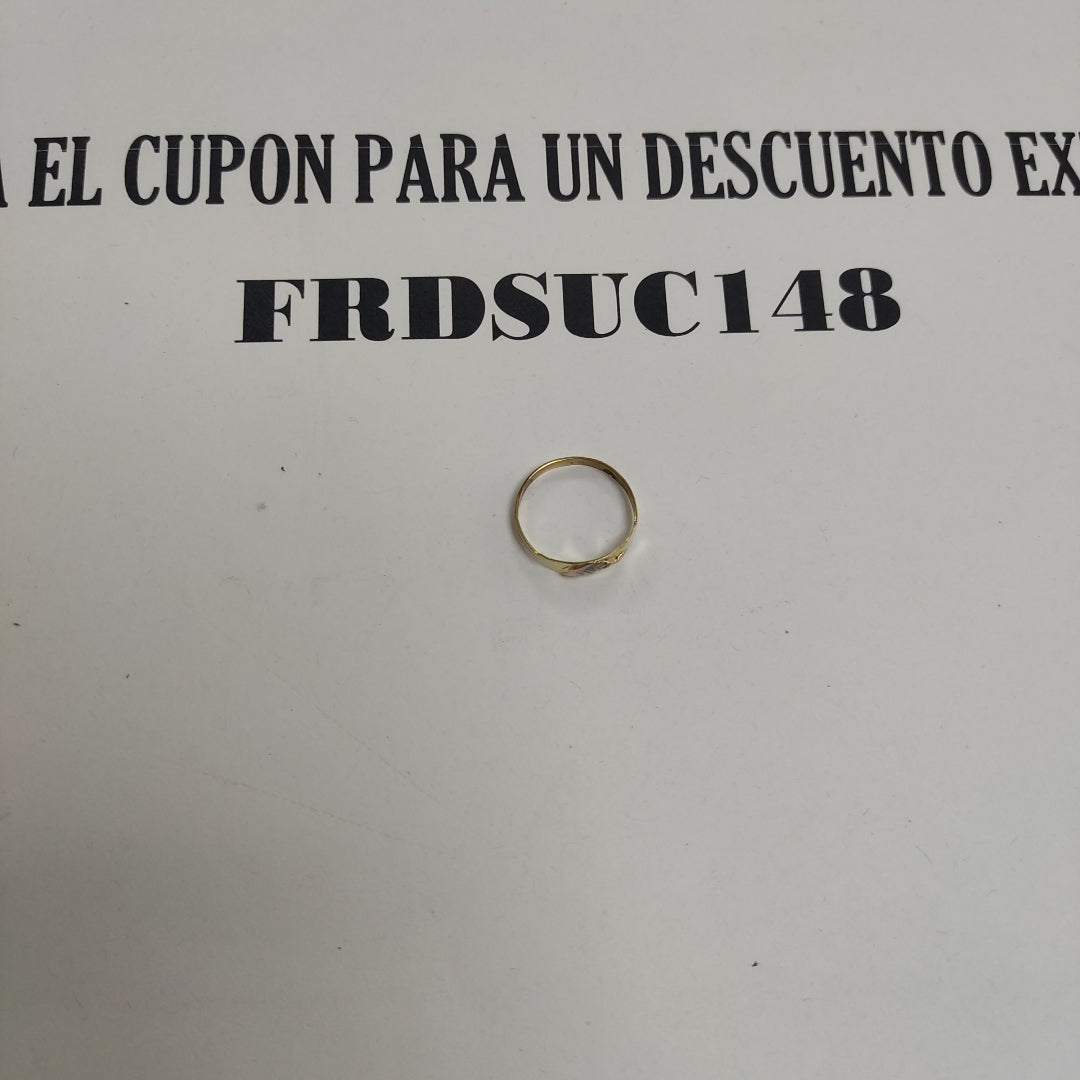 EL CUPON PARA UN DESCUENTO
FRDSUC148